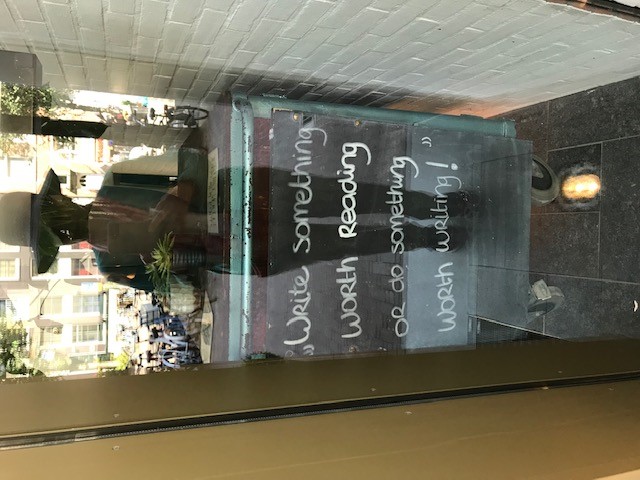 „Write something
WORTH Reading
OR do something
WORTH WRiting!”